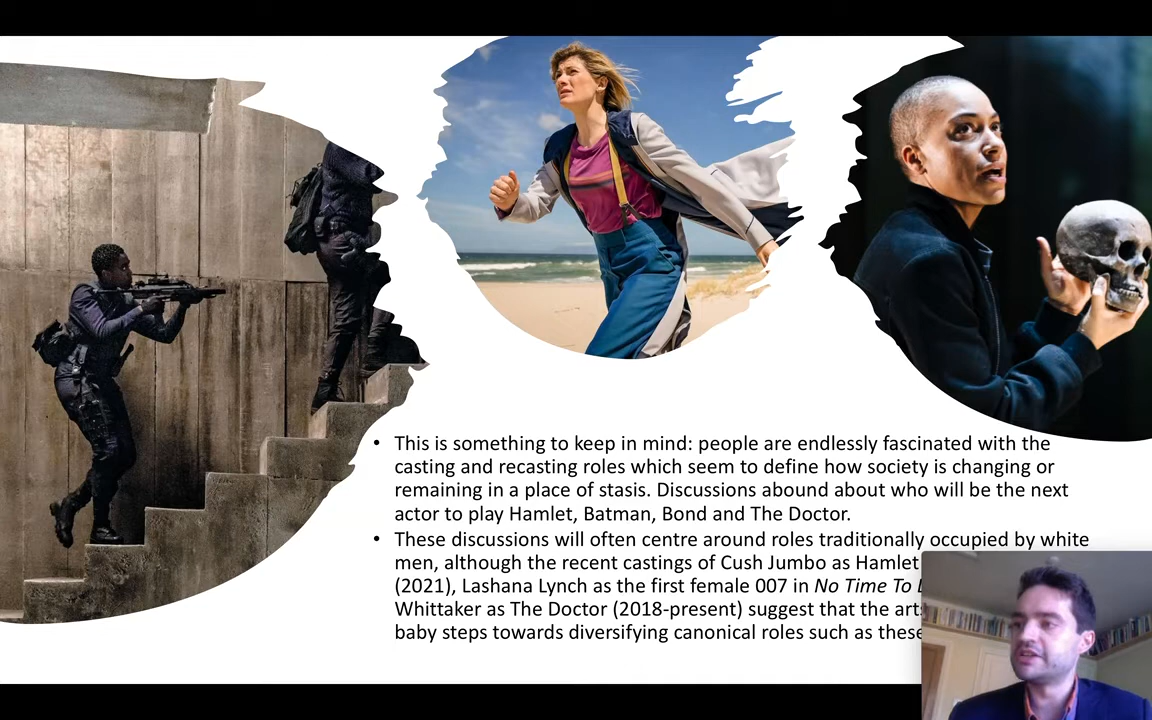 • This is something to keep in mind: people are endlessly fascinated with the
casting and recasting roles which seem to define how society is changing or
remaining in a place of stasis. Discussions abound about who will be the next
actor to play Hamlet, Batman, Bond and The Doctor.
• These discussions will often centre around roles traditionally occupied by white
men, although the recent castings of Cush Jumbo as Hamlet
(2021), Lashana Lynch as the first female 007 in No Time To
Whittaker as The Doctor (2018-present) suggest that the arts
baby steps towards diversifying canonical roles such as these